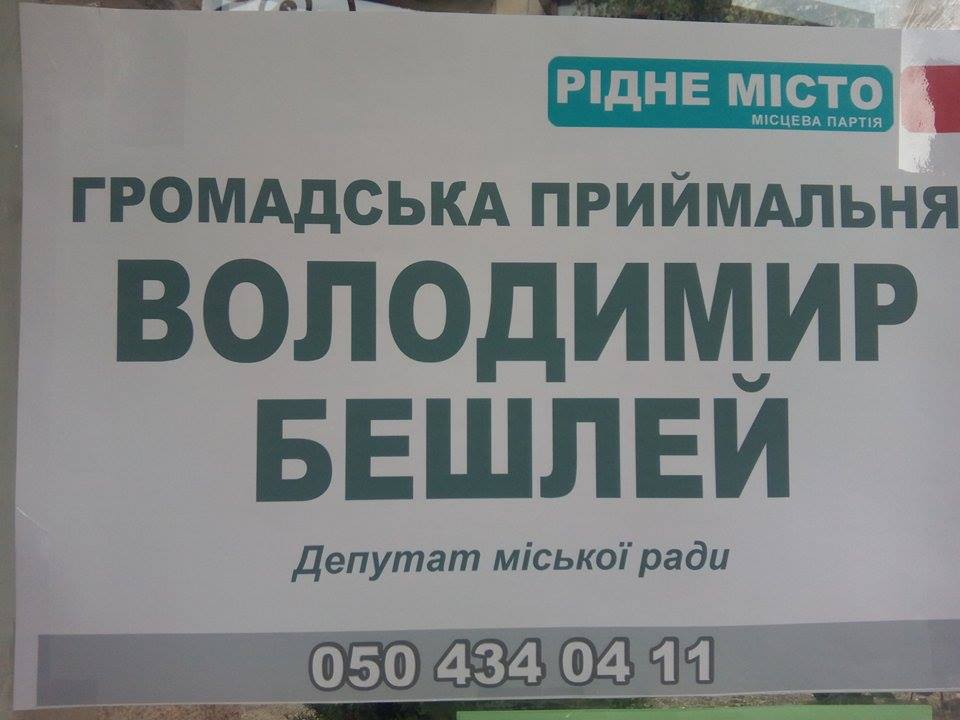 РІДНЕ МІСТО
МІСЦЕВА ПАРТІЯ
ГРОМАДСЬКА ПРИЙМАЛЬНЯ
ВОЛОДИМИР
БЕШЛЕЙ
Депутат міської ради
050 434 04 11